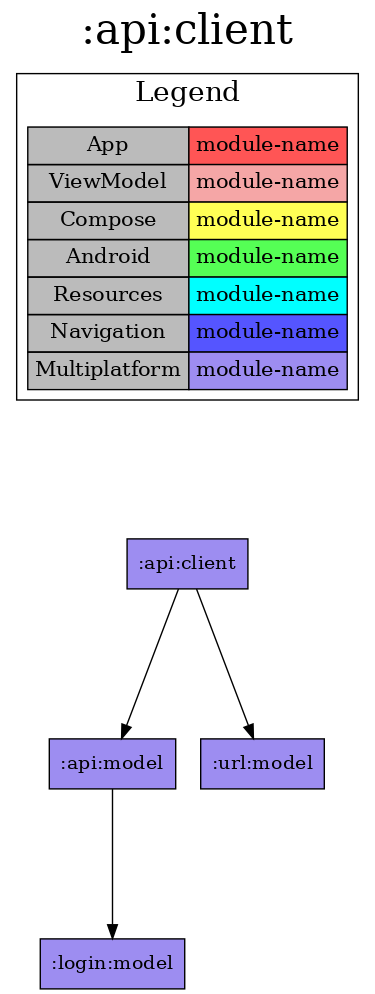 :api:client
Legend
App module-name
ViewModel module-name
Compose module-name
Android module-name
Resources module-name
Navigation module-name
Multiplatform module-name
:api:client
:api:model :url:model
:login:model